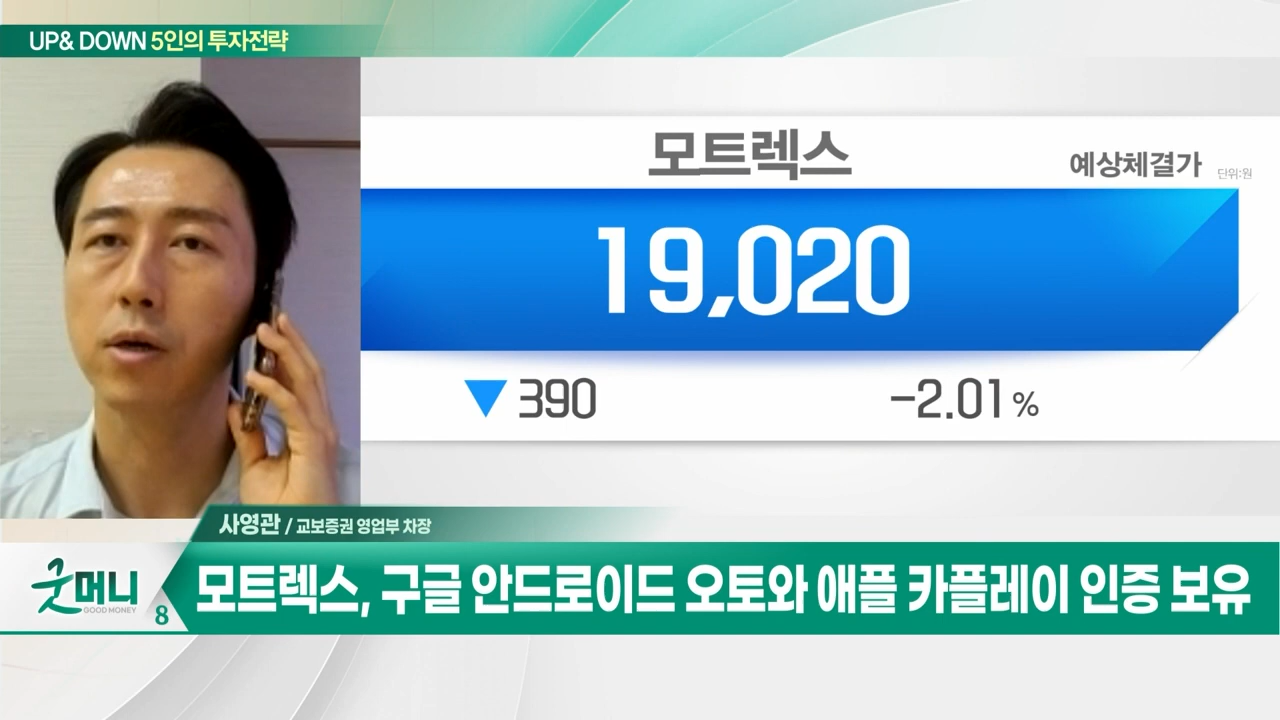 UP& DOWN 5인의 투자전략
모트렉스
예상체결가 단위:원
19,020
▼ 390 -2.01 %
사영관 / 교보증권 영업부 차장
굿머니 GOOD MONEY 8
모트렉스, 구글 안드로이드 오토와 애플 카플레이 인증 보유